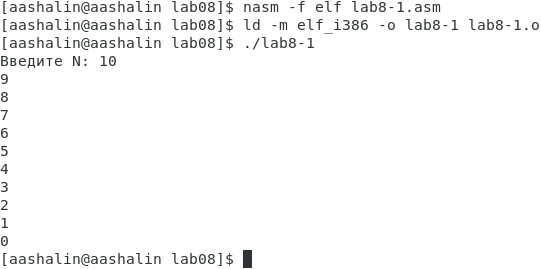 [aashalin@aashalin lab08]$ nasm -f elf lab8-1.asm
[aashalin@aashalin lab08]$ ld -m elf_i386 -o lab8-1 lab8-1.o
[aashalin@aashalin lab08]$ ./lab8-1
Введите N: 10
9
8
7
6
5
4
3
2
1
0
[aashalin@aashalin lab08]$